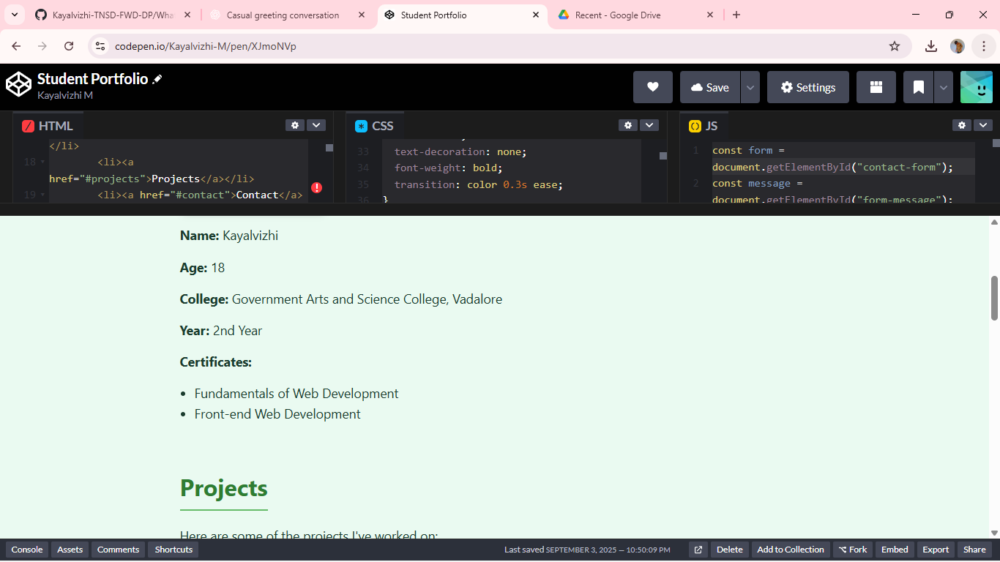 Kayalvizhi-TNSD-FWD-DP/Wha
Casual greeting conversation
Student Portfolio
Recent - Google Drive
codepen.io/Kayalvizhi-M/pen/XJmoNVp
Student Portfolio
Kayalvizhi M
Save
Settings
HTML
</li>
18 <li><a
href="#projects">Projects</a></li>
19 <li><a href="#contact">Contact</a>
CSS
33 text-decoration: none;
34 font-weight: bold;
35 transition: color 0.3s ease;
36 }
JS
1 const form =
document.getElementById("contact-form");
2 const message =
document.getElementById("form-message");
Name: Kayalvizhi
Age: 18
College: Government Arts and Science College, Vadalore
Year: 2nd Year
Certificates:
• Fundamentals of Web Development
• Front-end Web Development
Projects
Here are some of the projects I've worked on:
Console Assets Comments Shortcuts Last saved SEPTEMBER 3, 2025 — 10:50:09 PM Delete Add to Collection Fork Embed Export Share